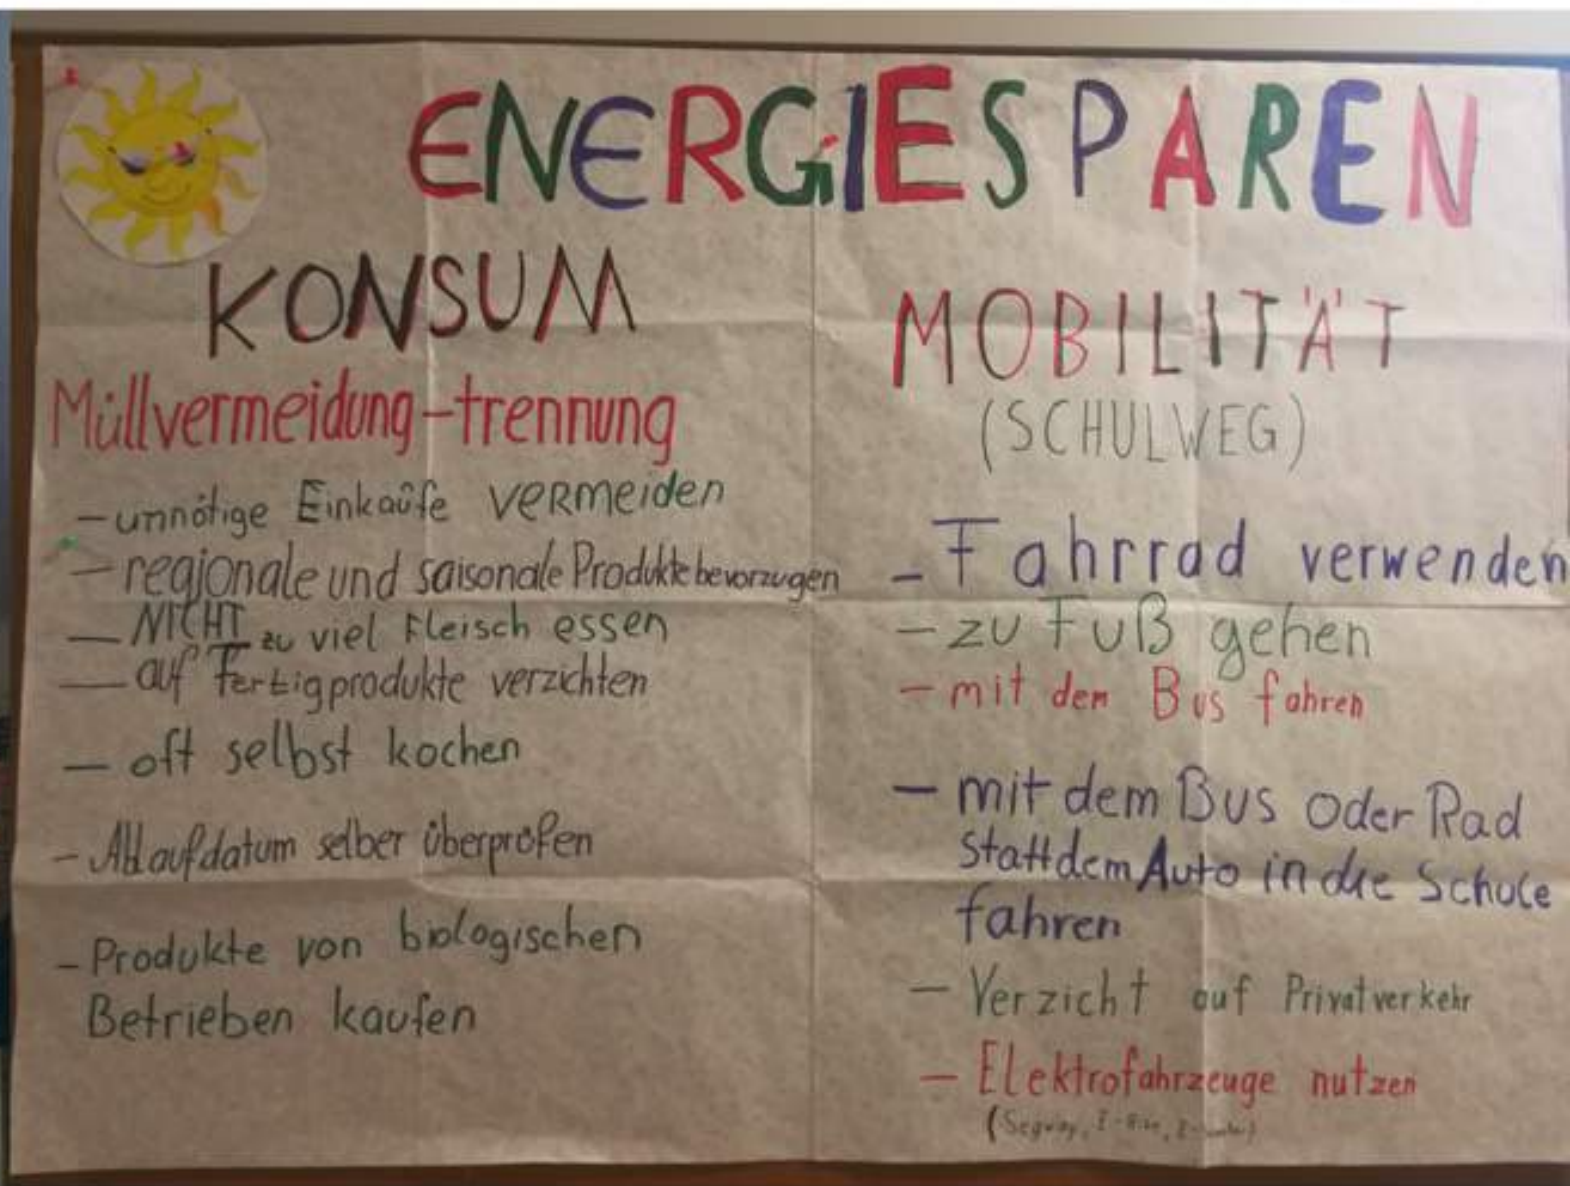 ENERGIESPAREN
KONSUM
Müllvermeidung-trennung
- unnötige Einkäufe vermeiden
- regionale und saisonale Produkte bevorzugen
- NICHT zu viel Fleisch essen
- auf Fertigprodukte verzichten
- oft selbst kochen
- Ablaufdatum selber überprüfen
- Produkte von biologischen
Betrieben kaufen
MOBILITÄT
(SCHULWEG)
- Fahrrad verwenden
- zu Fuß gehen
- mit den Bus fahren
- mit dem Bus oder Rad
statt dem Auto in die Schule
fahren
- Verzicht auf Privatverkehr
- Elektrofahrzeuge nutzen
(Segway, E-Bike,